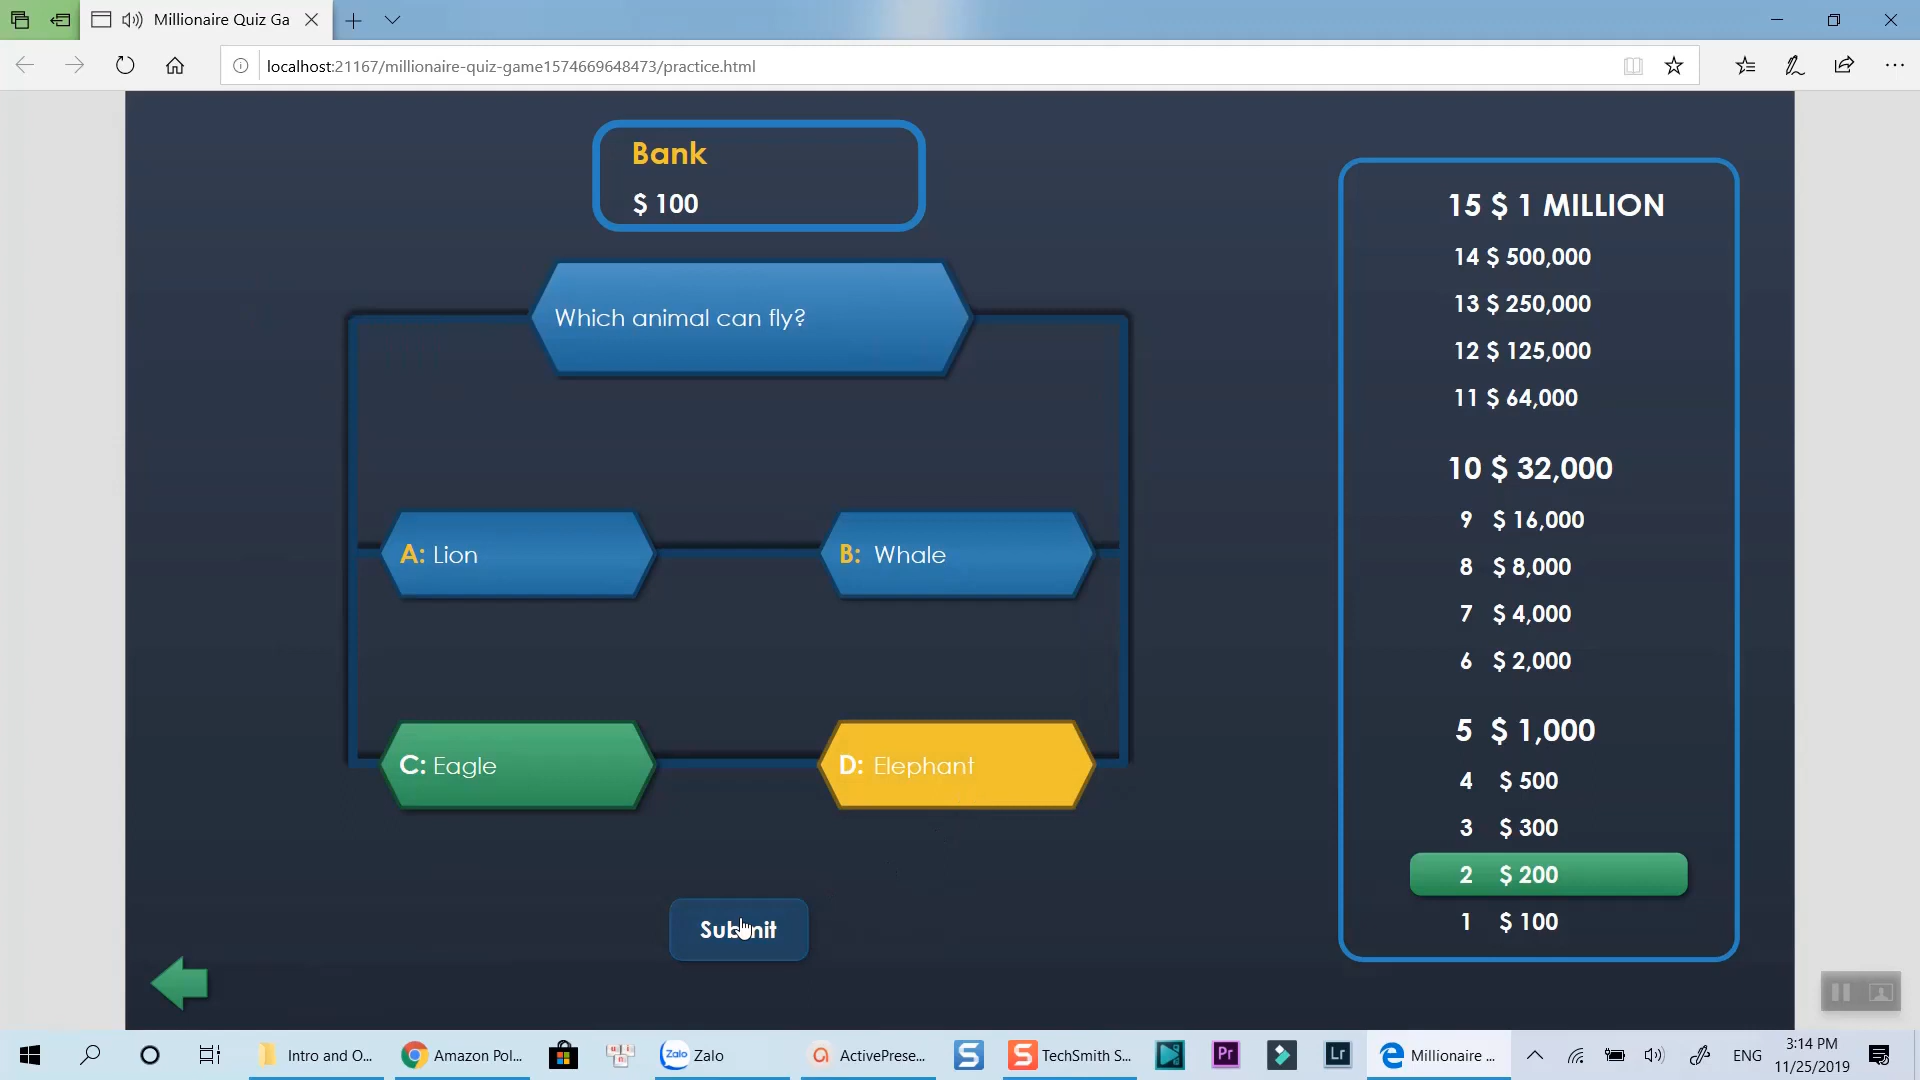 Millionaire Quiz Ga
localhost:21167/millionaire-quiz-game1574669648473/practice.html
Bank
$ 100
Which animal can fly?
A: Lion
B: Whale
C: Eagle
D: Elephant
Submit
15 $ 1 MILLION
14 $ 500,000
13 $ 250,000
12 $ 125,000
11 $ 64,000
10 $ 32,000
9 $ 16,000
8 $ 8,000
7 $ 4,000
6 $ 2,000
5 $ 1,000
4 $ 500
3 $ 300
2 $ 200
1 $ 100
Intro and O...
Amazon Pol...
Zalo Zalo
ActivePrese...
S
S TechSmith S...
Pr
Lr
Millionaire ...
ENG
3:14 PM
11/25/2019